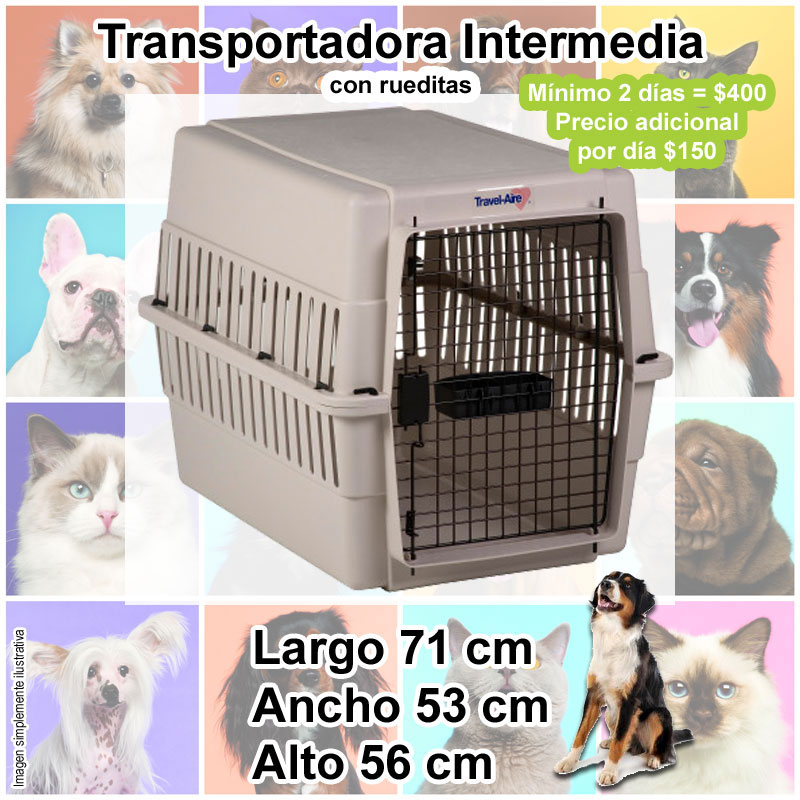 Transportadora Intermedia
con rueditas
Mínimo 2 días = $400
Precio adicional
por día $150
Travel-Aire
Largo 71 cm
Ancho 53 cm
Alto 56 cm
Imagen simplemente ilustrativa